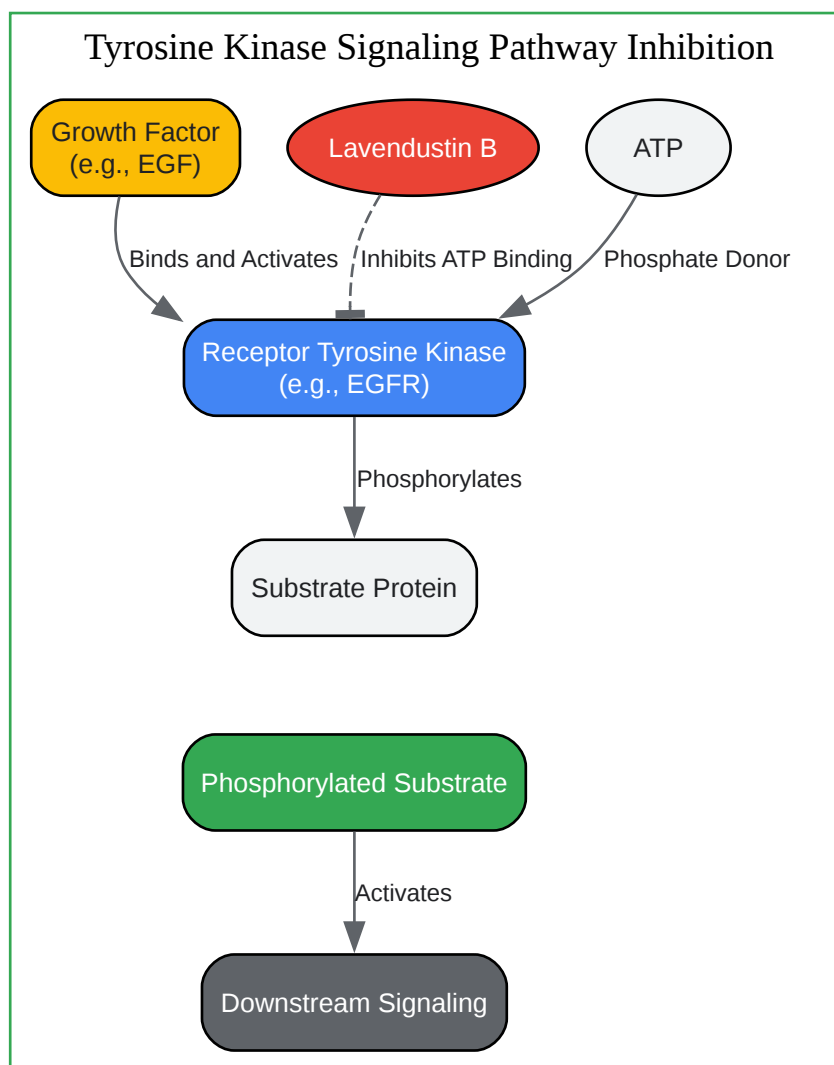 Tyrosine Kinase Signaling Pathway Inhibition
Growth Factor
(e.g., EGF)
Lavendustin B
ATP
Binds and Activates
Inhibits ATP Binding
Phosphate Donor
Receptor Tyrosine Kinase
(e.g., EGFR)
Phosphorylates
Substrate Protein
Phosphorylated Substrate
Activates
Downstream Signaling